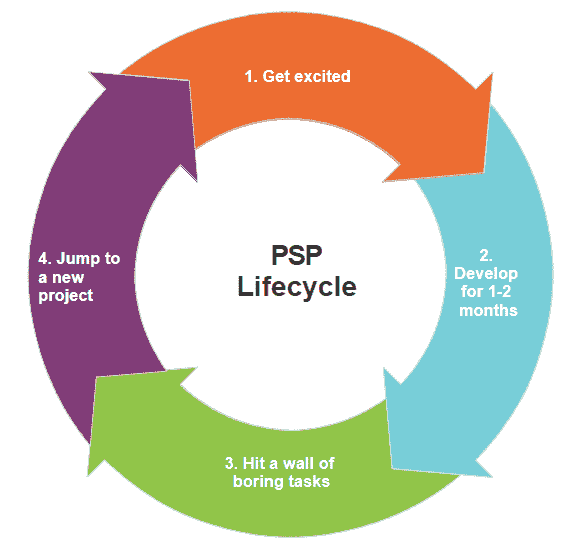 1. Get excited
2.
Develop
for 1-2
months
PSP
Lifecycle
4. Jump to
a new
project
3. Hit a wall of
boring tasks